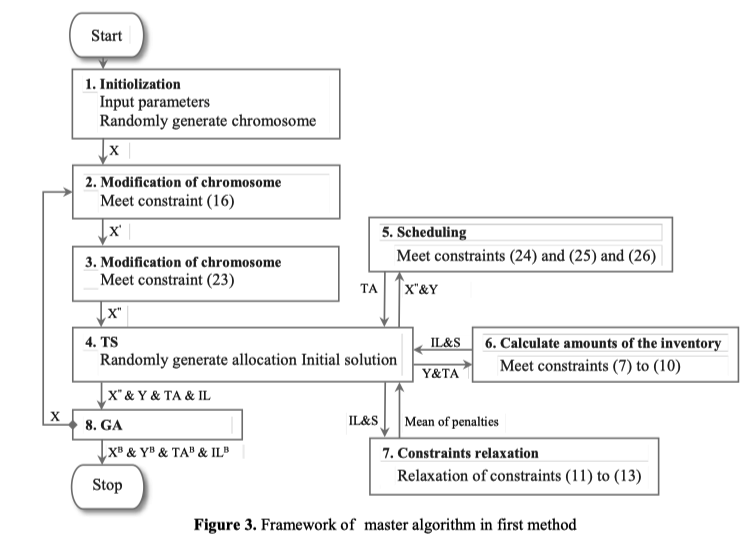 Start
1. Initiolization
Input parameters
Randomly generate chromosome
X
2. Modification of chromosome
Meet constraint (16)
X'
3. Modification of chromosome
Meet constraint (23)
X"
4. TS
Randomly generate allocation Initial solution
5. Scheduling
Meet constraints (24) and (25) and (26)
TA
X"&Y
IL&S
Y&TA
6. Calculate amounts of the inventory
Meet constraints (7) to (10)
IL&S
Mean of penalties
7. Constraints relaxation
Relaxation of constraints (11) to (13)
X" & Y & TA & IL
X
8. GA
Xᴮ & Yᴮ & TAᴮ & ILᴮ
Stop
Figure 3. Framework of master algorithm in first method